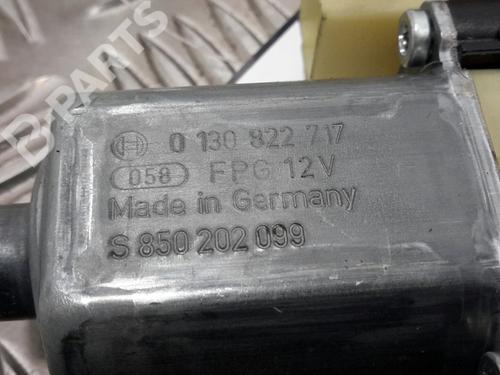 0 130 822 717
058 FPG 12V
Made in Germany
S 850 202 099
B-PARTS